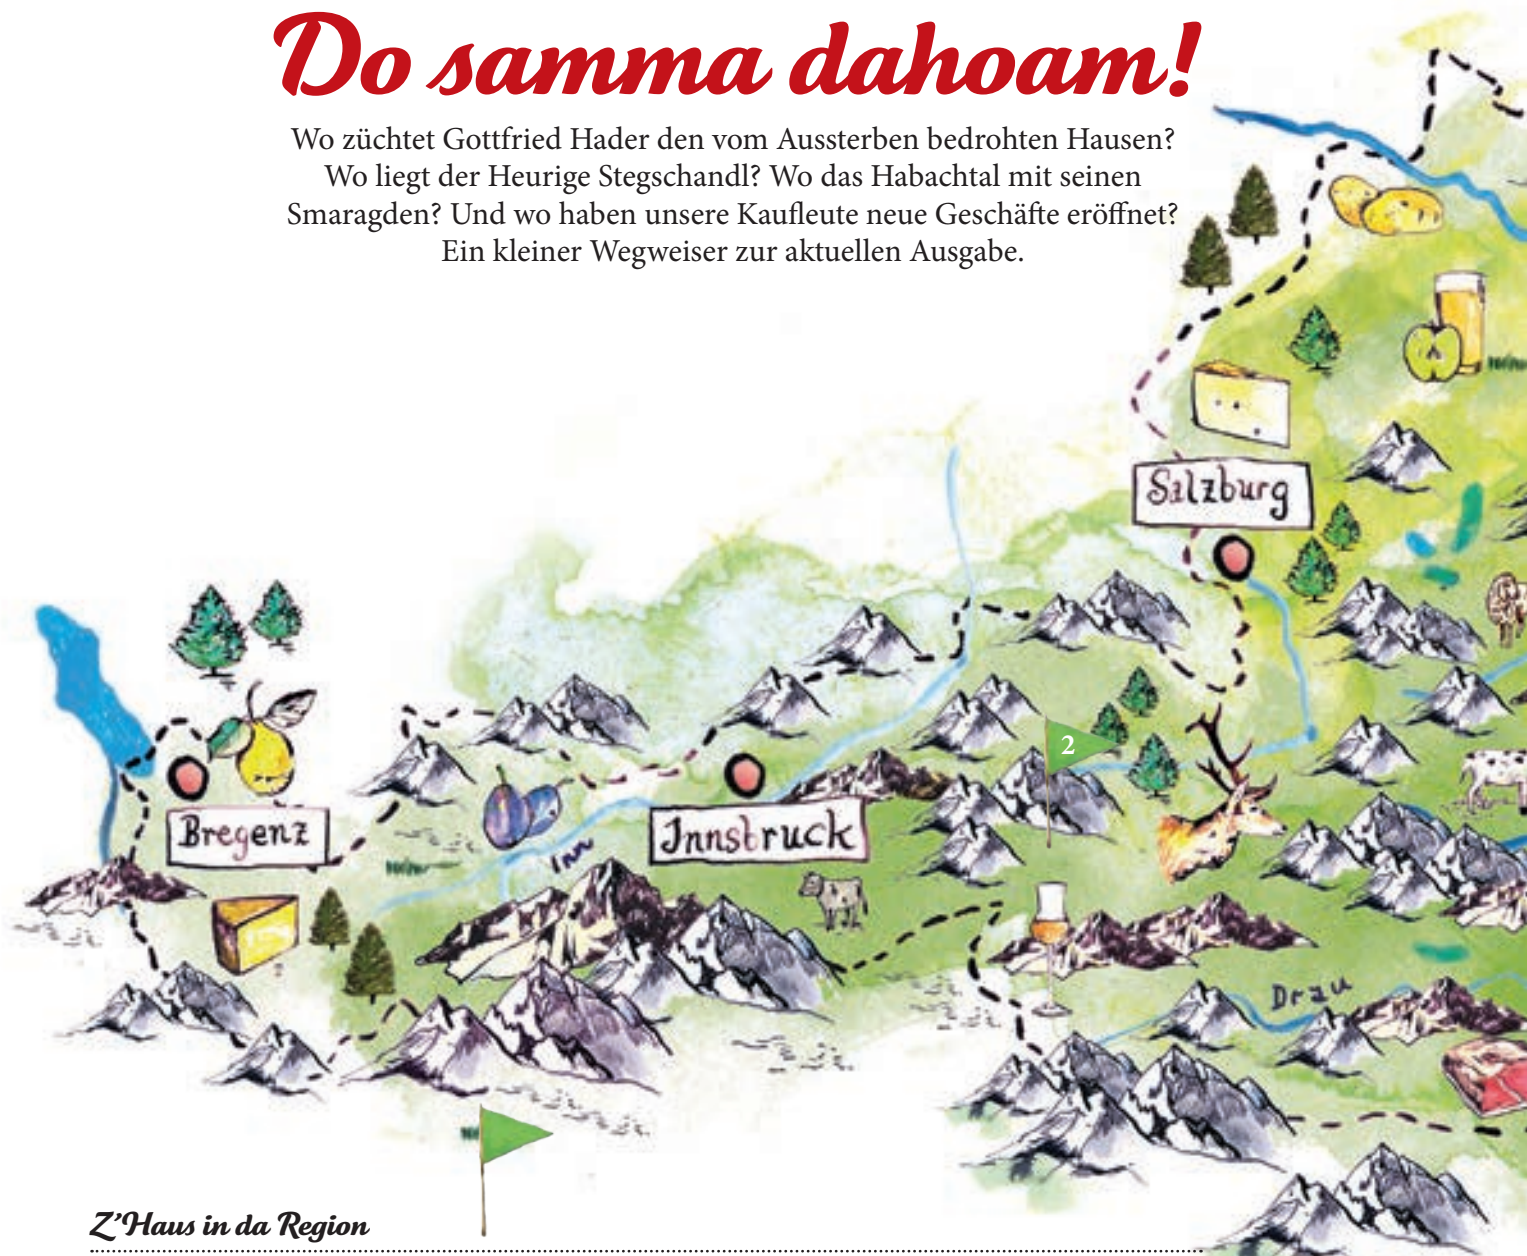 Do samma dahoam!
Wo züchtet Gottfried Hader den vom Aussterben bedrohten Hausen?
Wo liegt der Heurige Stegschandl? Wo das Habachtal mit seinen
Smaragden? Und wo haben unsere Kaufleute neue Geschäfte eröffnet?
Ein kleiner Wegweiser zur aktuellen Ausgabe.
Salzburg
2
Bregenz
Innsbruck
Inn
Drau
Z’Haus in da Region